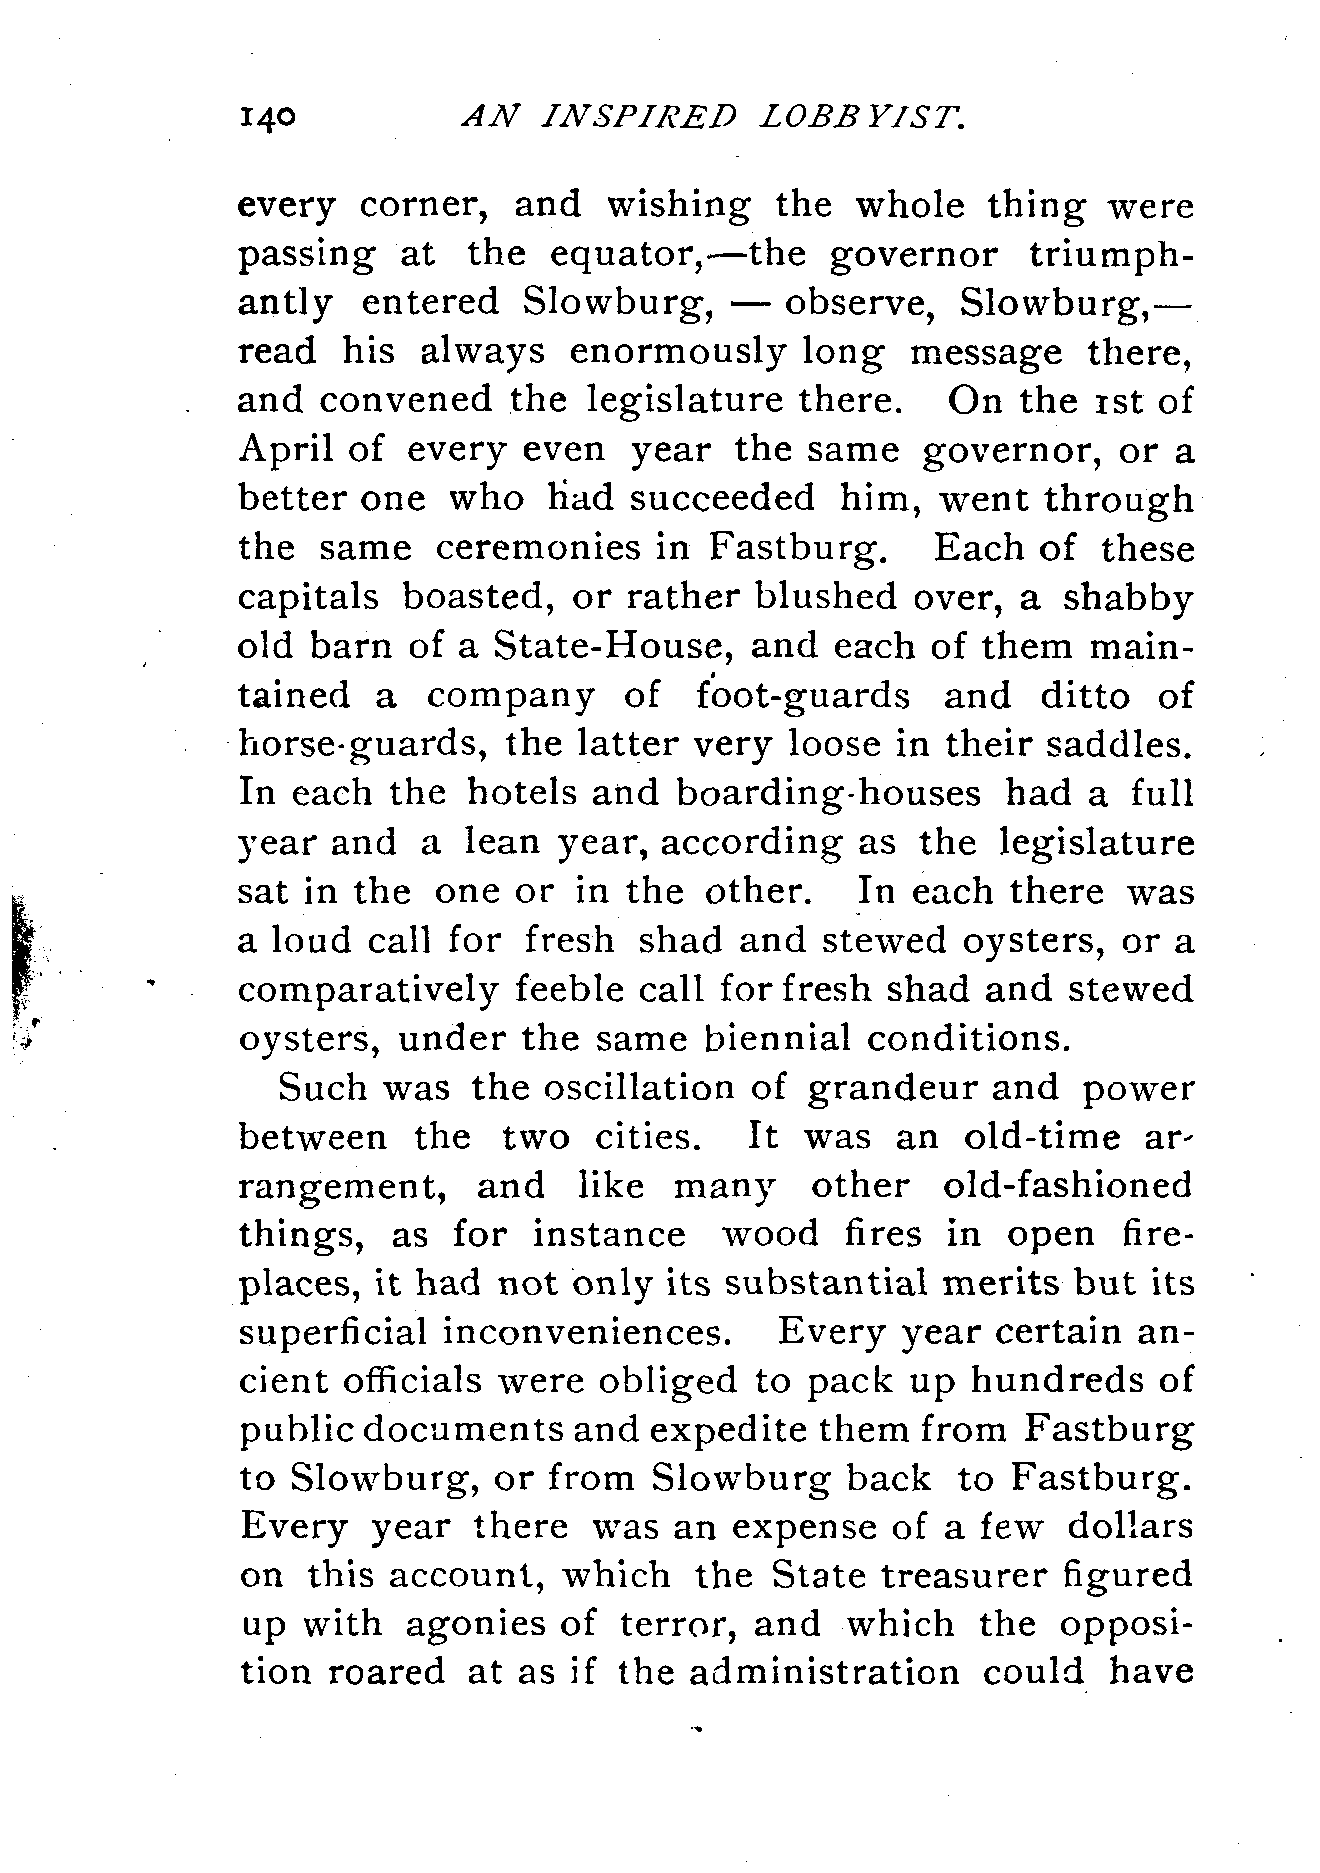 140 AN INSPIRED LOBBYIST.
every corner, and wishing the whole thing were
passing at the equator,—the governor triumph-
antly entered Slowburg, — observe, Slowburg,—
read his always enormously long message there,
and convened the legislature there. On the 1st of
April of every even year the same governor, or a
better one who had succeeded him, went through
the same ceremonies in Fastburg. Each of these
capitals boasted, or rather blushed over, a shabby
old barn of a State-House, and each of them main-
tained a company of foot-guards and ditto of
horse-guards, the latter very loose in their saddles.
In each the hotels and boarding-houses had a full
year and a lean year, according as the legislature
sat in the one or in the other. In each there was
a loud call for fresh shad and stewed oysters, or a
comparatively feeble call for fresh shad and stewed
oysters, under the same biennial conditions.
Such was the oscillation of grandeur and power
between the two cities. It was an old-time ar-
rangement, and like many other old-fashioned
things, as for instance wood fires in open fire-
places, it had not only its substantial merits but its
superficial inconveniences. Every year certain an-
cient officials were obliged to pack up hundreds of
public documents and expedite them from Fastburg
to Slowburg, or from Slowburg back to Fastburg.
Every year there was an expense of a few dollars
on this account, which the State treasurer figured
up with agonies of terror, and which the opposi-
tion roared at as if the administration could have